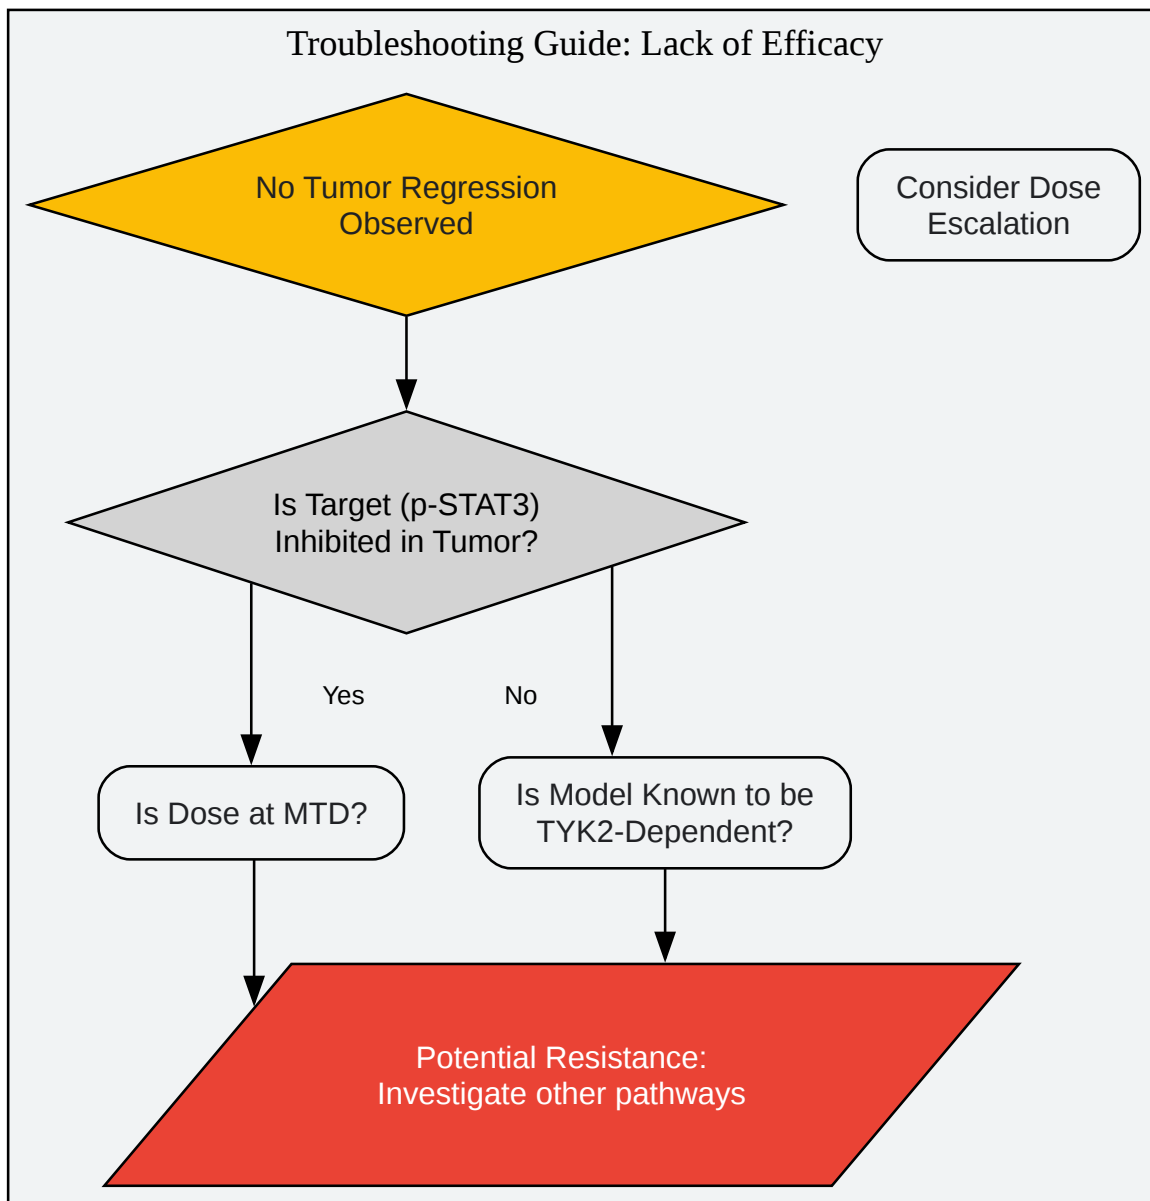 Troubleshooting Guide: Lack of Efficacy
No Tumor Regression
Observed
Consider Dose
Escalation
Is Target (p-STAT3)
Inhibited in Tumor?
Yes
No
Is Dose at MTD?
Is Model Known to be
TYK2-Dependent?
Potential Resistance:
Investigate other pathways